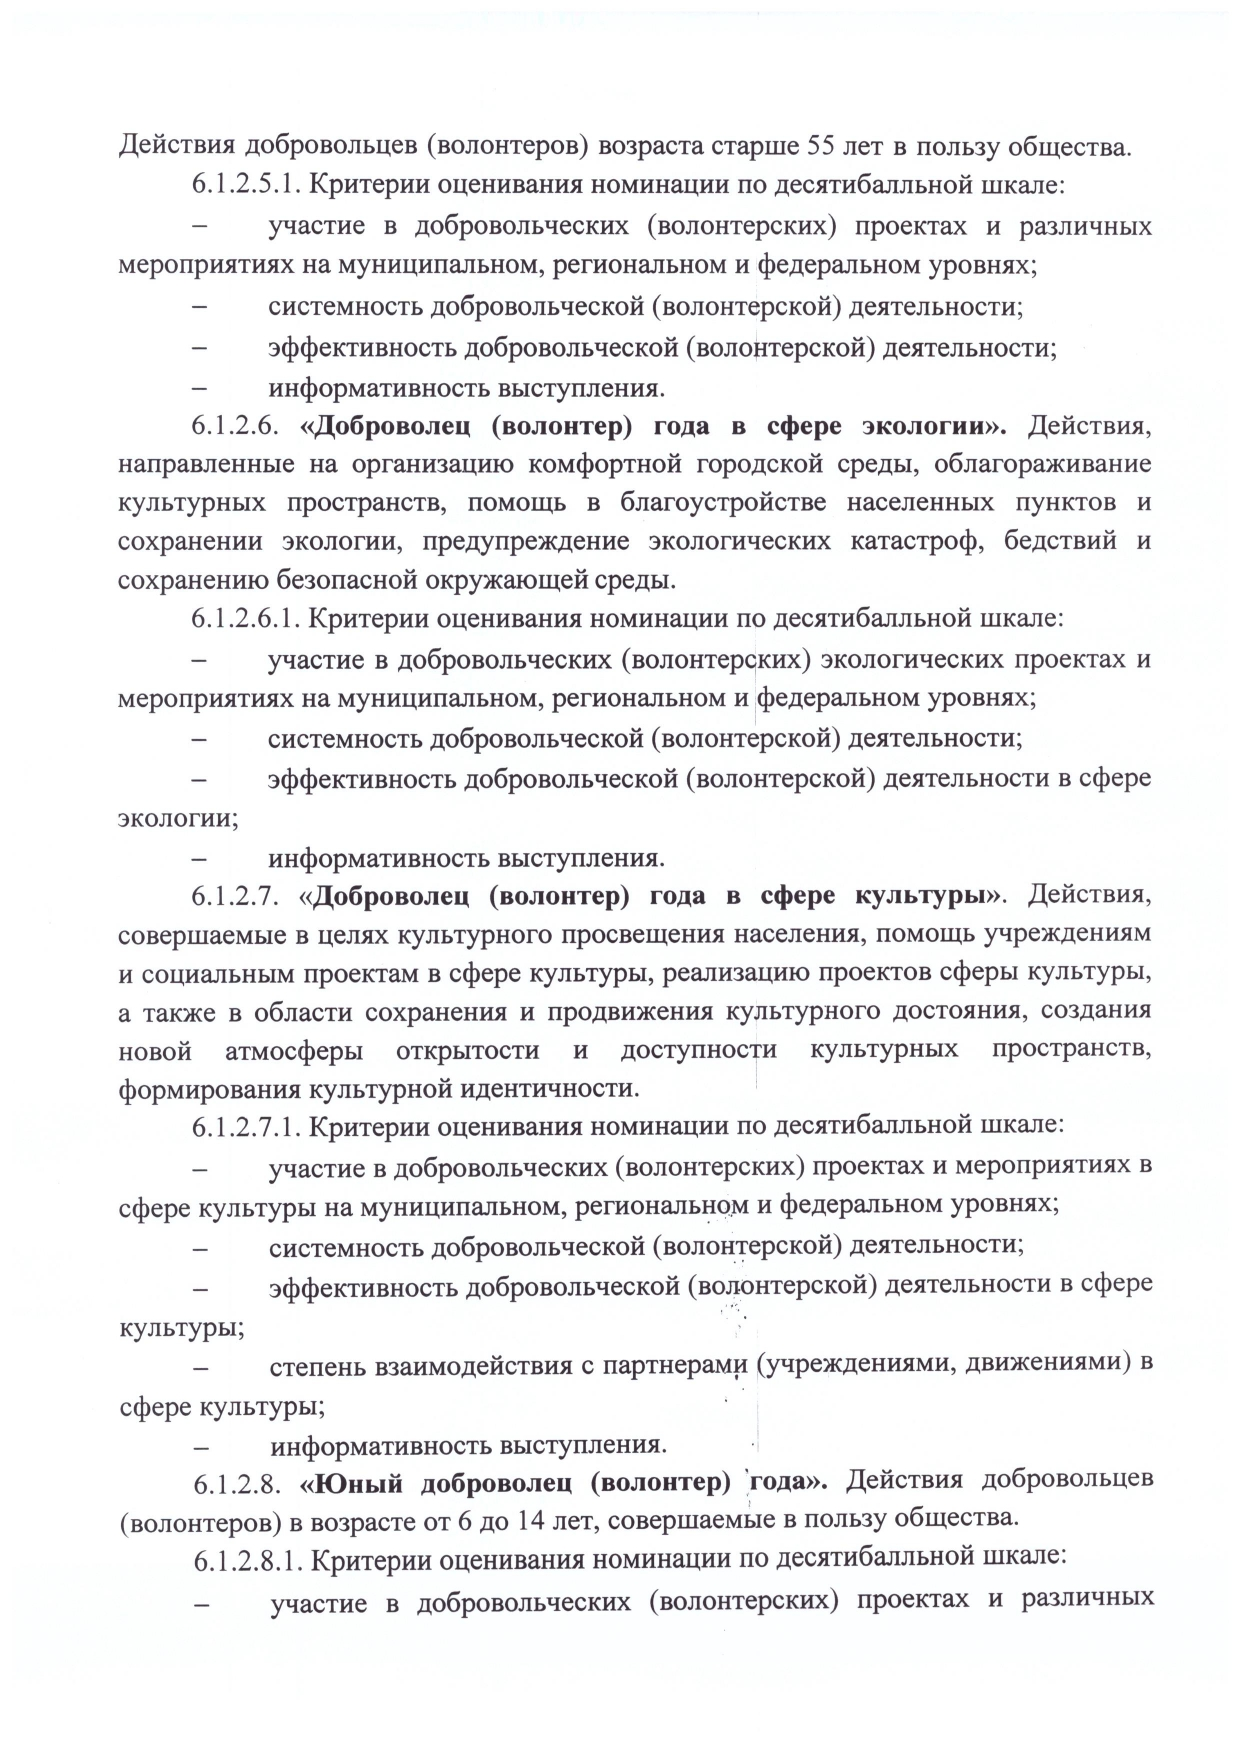 Действия добровольцев (волонтеров) возраста старше 55 лет в пользу общества.
6.1.2.5.1. Критерии оценивания номинации по десятибалльной шкале:
– участие в добровольческих (волонтерских) проектах и различных
мероприятиях на муниципальном, региональном и федеральном уровнях;
– системность добровольческой (волонтерской) деятельности;
– эффективность добровольческой (волонтерской) деятельности;
– информативность выступления.
6.1.2.6. «Доброволец (волонтер) года в сфере экологии». Действия,
направленные на организацию комфортной городской среды, облагораживание
культурных пространств, помощь в благоустройстве населенных пунктов и
сохранении экологии, предупреждение экологических катастроф, бедствий и
сохранению безопасной окружающей среды.
6.1.2.6.1. Критерии оценивания номинации по десятибалльной шкале:
– участие в добровольческих (волонтерских) экологических проектах и
мероприятиях на муниципальном, региональном и федеральном уровнях;
– системность добровольческой (волонтерской) деятельности;
– эффективность добровольческой (волонтерской) деятельности в сфере
экологии;
– информативность выступления.
6.1.2.7. «Доброволец (волонтер) года в сфере культуры». Действия,
совершаемые в целях культурного просвещения населения, помощь учреждениям
и социальным проектам в сфере культуры, реализацию проектов сферы культуры,
а также в области сохранения и продвижения культурного достояния, создания
новой атмосферы открытости и доступности культурных пространств,
формирования культурной идентичности.
6.1.2.7.1. Критерии оценивания номинации по десятибалльной шкале:
– участие в добровольческих (волонтерских) проектах и мероприятиях в
сфере культуры на муниципальном, региональном и федеральном уровнях;
– системность добровольческой (волонтерской) деятельности;
– эффективность добровольческой (волонтерской) деятельности в сфере
культуры;
– степень взаимодействия с партнерами (учреждениями, движениями) в
сфере культуры;
– информативность выступления.
6.1.2.8. «Юный доброволец (волонтер) года». Действия добровольцев
(волонтеров) в возрасте от 6 до 14 лет, совершаемые в пользу общества.
6.1.2.8.1. Критерии оценивания номинации по десятибалльной шкале:
– участие в добровольческих (волонтерских) проектах и различных